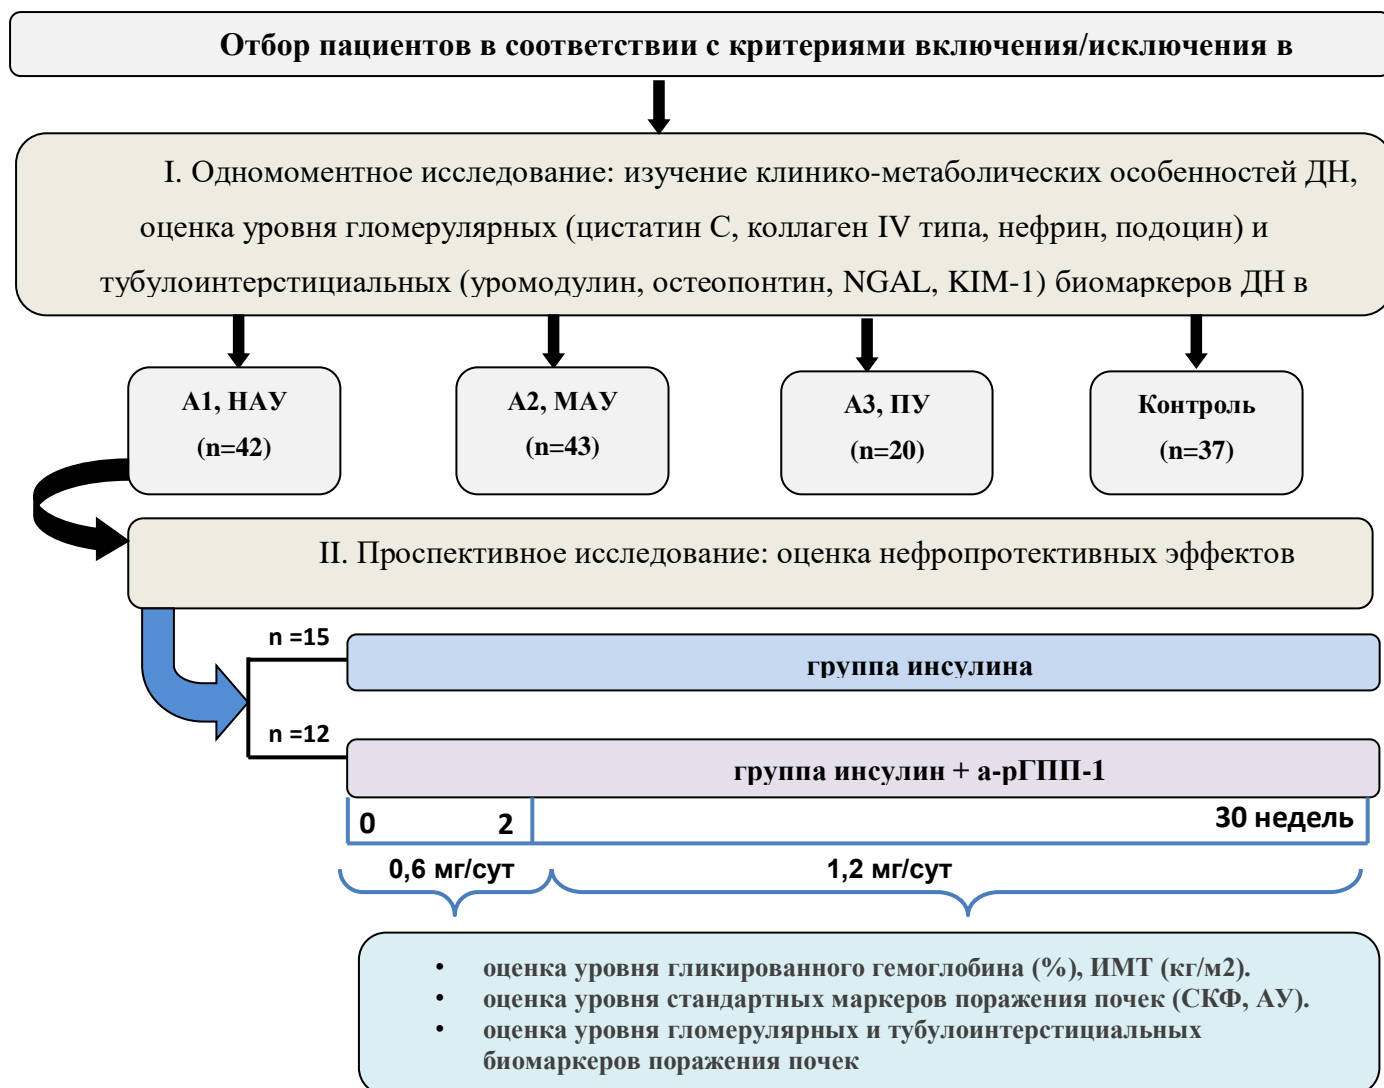 Отбор пациентов в соответствии с критериями включения/исключения в
I. Одномоментное исследование: изучение клинико-метаболических особенностей ДН,
оценка уровня гломерулярных (цистатин С, коллаген IV типа, нефрин, подоцин) и
тубулоинтерстициальных (уромодулин, остеопонтин, NGAL, KIM-1) биомаркеров ДН в
А1, НАУ
(n=42)
А2, МАУ
(n=43)
А3, ПУ
(n=20)
Контроль
(n=37)
II. Проспективное исследование: оценка нефропротективных эффектов
n =15
группа инсулина
n =12
группа инсулин + а-рГПП-1
0
2
30 недель
0,6 мг/сут
1,2 мг/сут
• оценка уровня гликированного гемоглобина (%), ИМТ (кг/м2).
• оценка уровня стандартных маркеров поражения почек (СКФ, АУ).
• оценка уровня гломерулярных и тубулоинтерстициальных
биомаркеров поражения почек